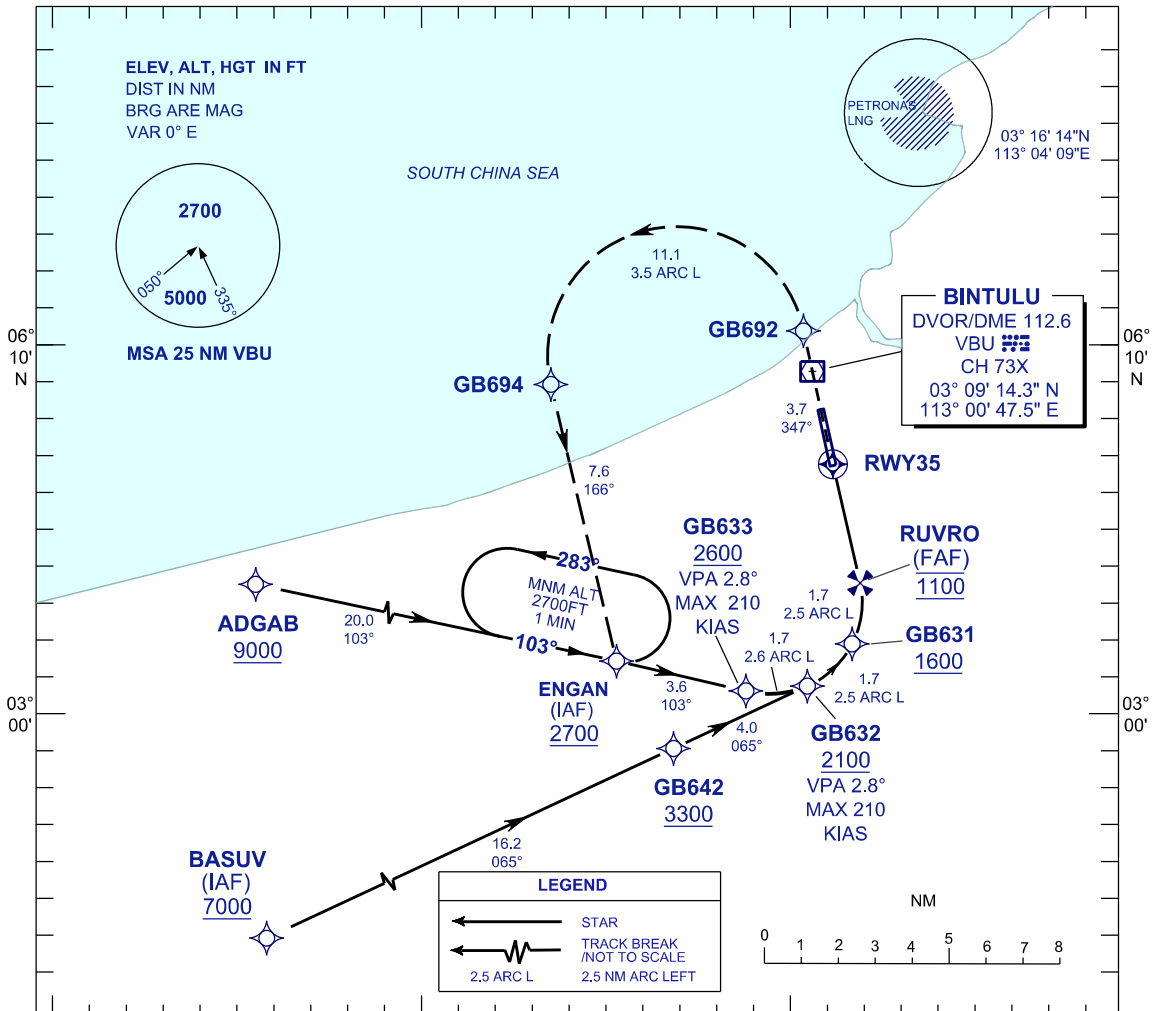 ELEV, ALT, HGT IN FT
DIST IN NM
BRG ARE MAG
VAR 0° E
2700
050°
5000
335°
MSA 25 NM VBU
SOUTH CHINA SEA
PETRONAS
LNG
03° 16' 14"N
113° 04' 09"E
11.1
3.5 ARC L
GB692
BINTULU
DVOR/DME 112.6
VBU
CH 73X
03° 09' 14.3" N
113° 00' 47.5" E
06°
10'
N
06°
10'
N
GB694
3.7
347°
RWY35
7.6
166°
GB633
2600
VPA 2.8°
MAX 210
KIAS
RUVRO
(FAF)
1100
283°
MNM ALT
2700FT
1 MIN
103°
ADGAB
9000
20.0
103°
1.7
2.5 ARC L
GB631
1600
1.7
2.6 ARC L
1.7
2.5 ARC L
ENGAN
(IAF)
2700
3.6
103°
4.0
065°
03°
00'
03°
00'
GB632
2100
VPA 2.8°
MAX 210
KIAS
GB642
3300
16.2
065°
BASUV
(IAF)
7000
LEGEND
STAR
TRACK BREAK
/NOT TO SCALE
2.5 ARC L
2.5 NM ARC LEFT
NM
0 1 2 3 4 5 6 7 8